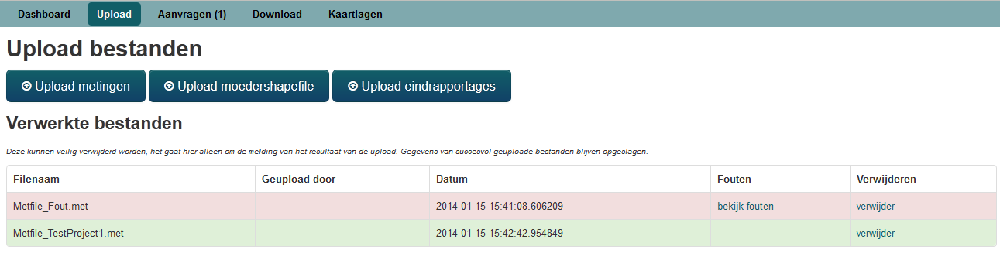 Dashboard Upload Aanvragen (1) Download Kaartlagen
Upload bestanden
Upload metingen Upload moedershapefile Upload eindrapportages
Verwerkte bestanden
Deze kunnen veilig verwijderd worden, het gaat hier alleen om de melding van het resultaat van de upload. Gegevens van succesvol geuploade bestanden blijven opgeslagen.
Filenaam Geupload door Datum Fouten Verwijderen
Metfile_Fout.met 2014-01-15 15:41:08.606209 bekijk fouten verwijder
Metfile_TestProject1.met 2014-01-15 15:42:42.954849 verwijder